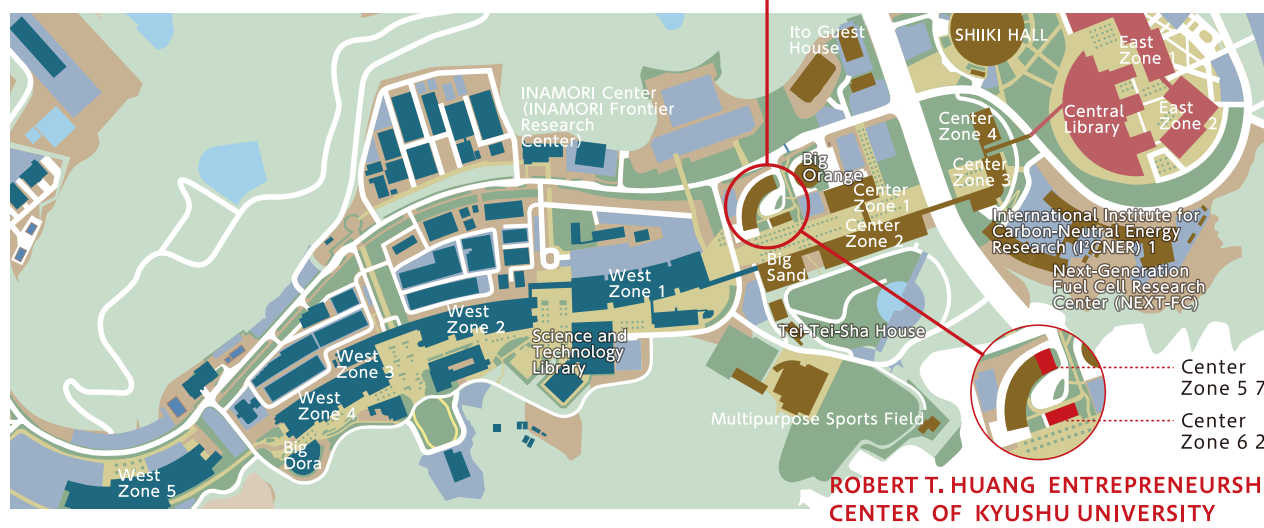 Ito Guest
House
SHIIKI HALL
East
Zone 1
INAMORI Center
(INAMORI Frontier
Research
Center)
Central
Library
East
Zone 2
Center
Zone 4
Center
Zone 3
Big
Orange
Center
Zone 1
Center
Zone 2
International Institute for
Carbon-Neutral Energy
Research (I²CNER) 1
Next-Generation
Fuel Cell Research
Center (NEXT-FC)
Big
Sand
West
Zone 1
West
Zone 2
Science and
Technology
Library
Tei-Tei-Sha House
West
Zone 3
West
Zone 4
Multipurpose Sports Field
Big
Dora
West
Zone 5
Center
Zone 5 7
Center
Zone 6 2
ROBERT T. HUANG ENTREPRENEURSH
CENTER OF KYUSHU UNIVERSITY